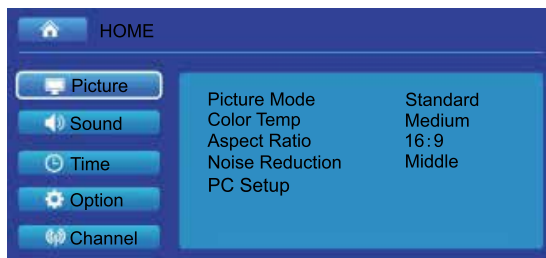 HOME
Picture
Sound
Time
Option
Channel
Picture Mode Standard
Color Temp Medium
Aspect Ratio 16:9
Noise Reduction Middle
PC Setup